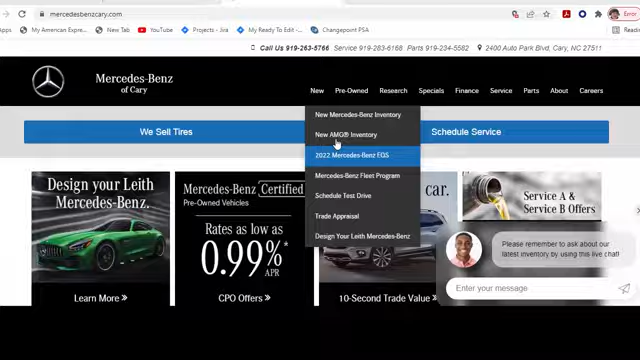 mercedesbenzcary.com
Error
Apps
My American Expre...
New Tab
YouTube
Projects - Jira
My Ready To Edit -...
Changepoint PSA
Reading
Call Us 919-263-5766 Service 919-283-6168 Parts 919-234-5582 2400 Auto Park Blvd, Cary, NC 27511
Mercedes-Benz
of Cary
New Pre-Owned Research Specials Finance Service Parts About Careers
New Mercedes-Benz Inventory
New AMG® Inventory
2022 Mercedes-Benz EQS
Mercedes-Benz Fleet Program
Schedule Test Drive
Trade Appraisal
Design Your Leith Mercedes-Benz
We Sell Tires
Schedule Service
Design your Leith
Mercedes-Benz.
Learn More »
Mercedes-Benz Certified
Pre-Owned Vehicles
Rates as low as
0.99%*
APR
CPO Offers »
car.
10-Second Trade Value »
Service A &
Service B Offers
Please remember to ask about our
latest inventory by using this live chat!
Enter your message